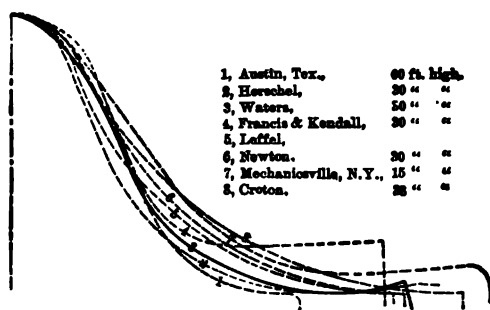 1, Austin, Tex., 60 ft. high.
2, Herschel, 30 " "
3, Waters, 50 " "
4, Francis & Kendall, 30 " "
5, Leffel,
6, Newton. 30 " "
7, Mechanicsville, N.Y., 15 " "
8, Croton. 38 " "